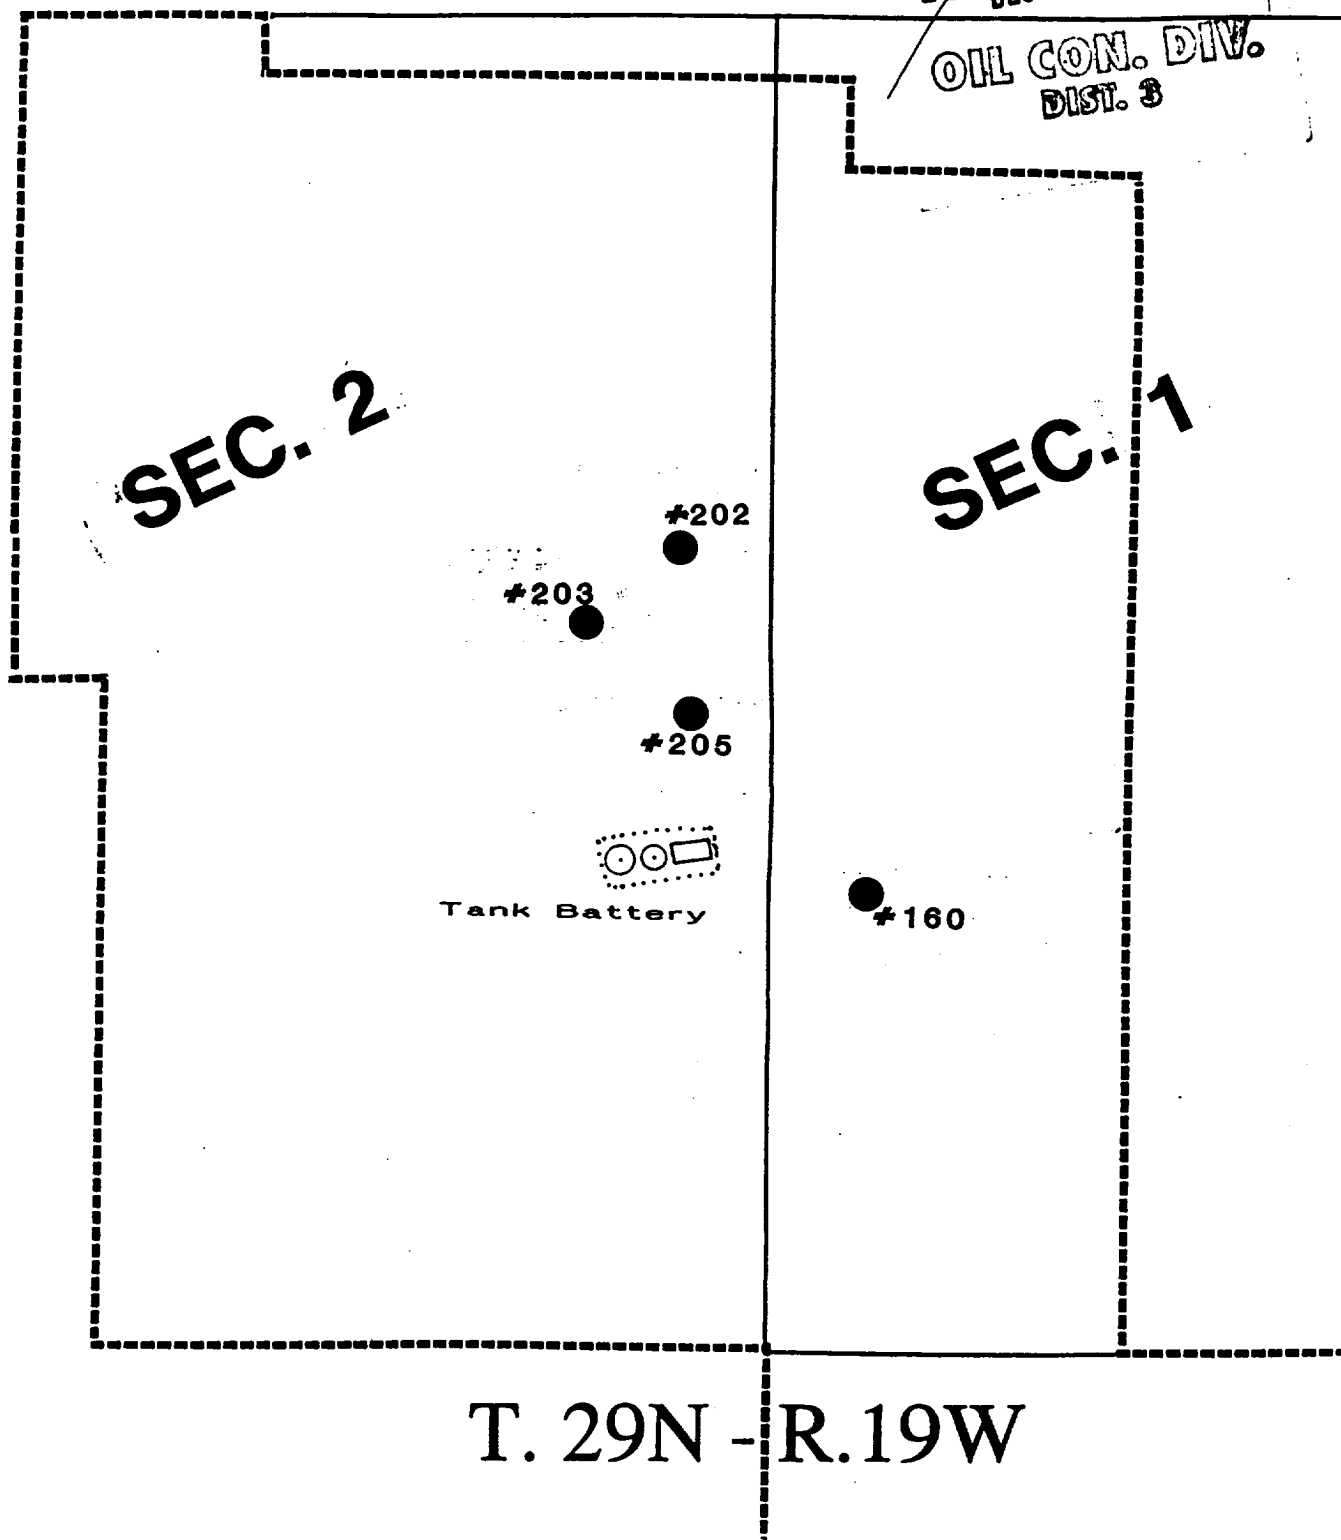 OIL CON. DIV.
DIST. 3
SEC. 2
SEC. 1
#202
#203
#205
Tank Battery
#160
T. 29N - R.19W